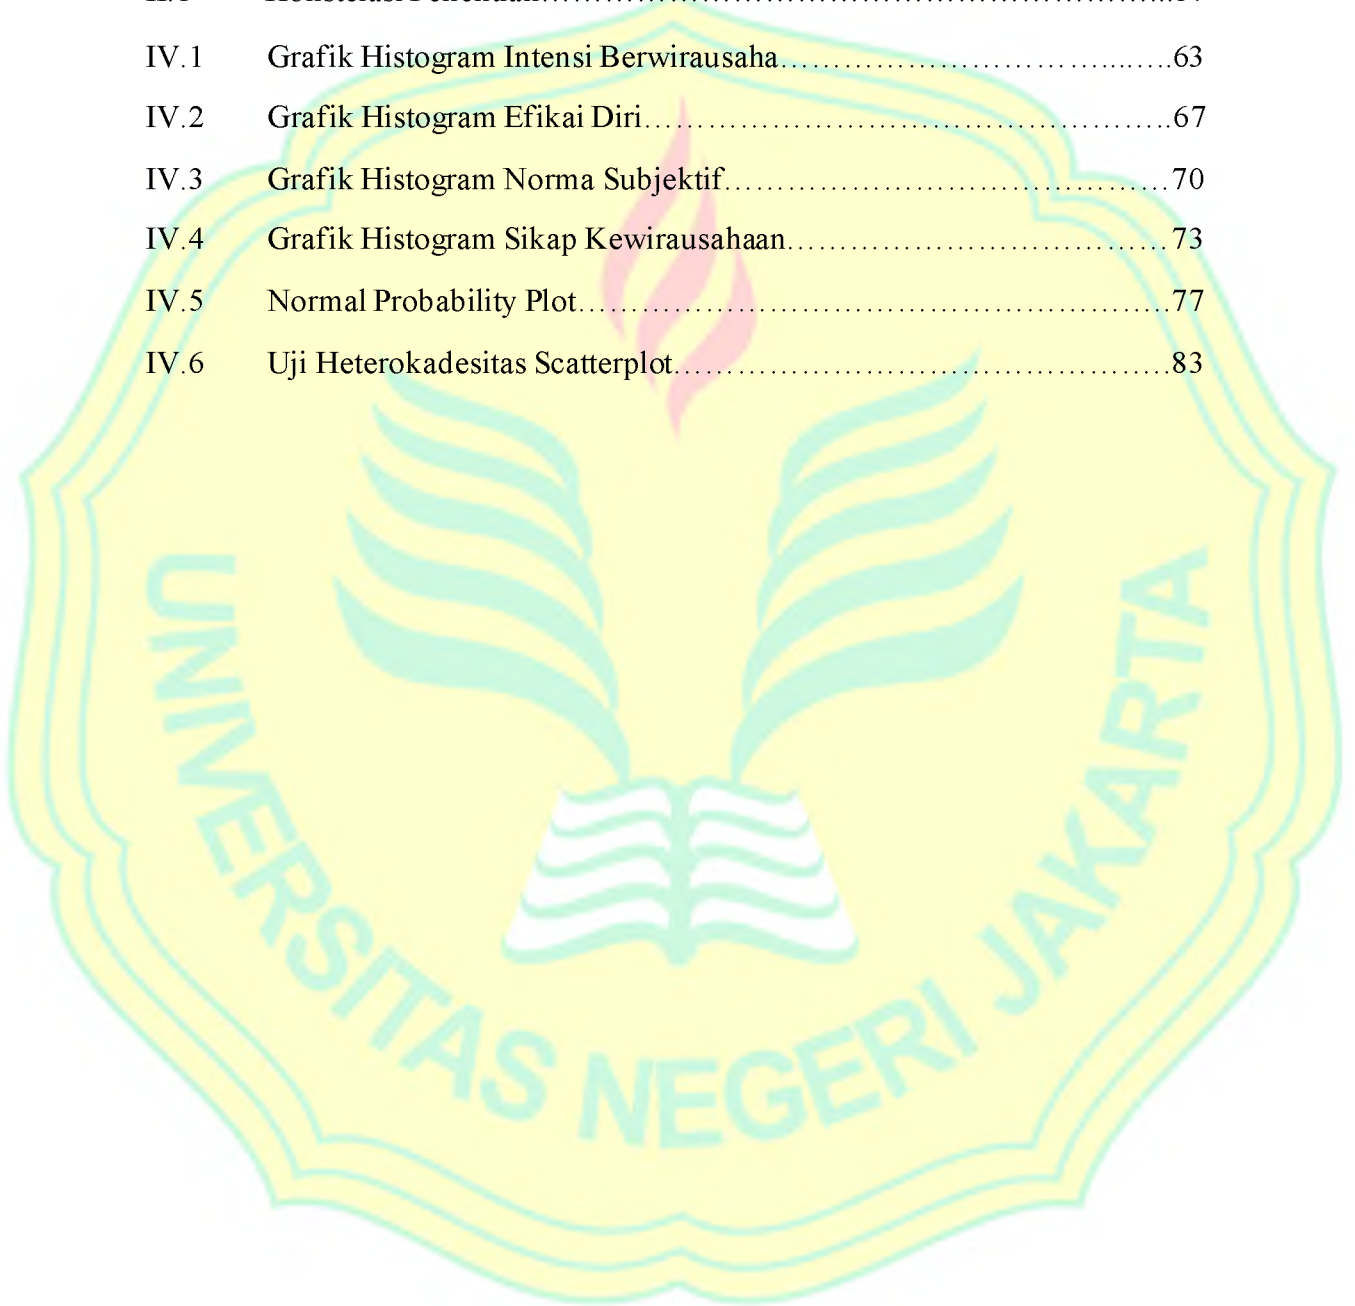 IV.1 Grafik Histogram Intensi Berwirausaha……………………………...…..63
IV.2 Grafik Histogram Efikai Diri…………………………………………..67
IV.3 Grafik Histogram Norma Subjektif……………………………………70
IV.4 Grafik Histogram Sikap Kewirausahaan………………………………73
IV.5 Normal Probability Plot………………………………………………..77
IV.6 Uji Heterokadesitas Scatterplot………………………………………..83
UNIVERSITAS NEGERI JAKARTA